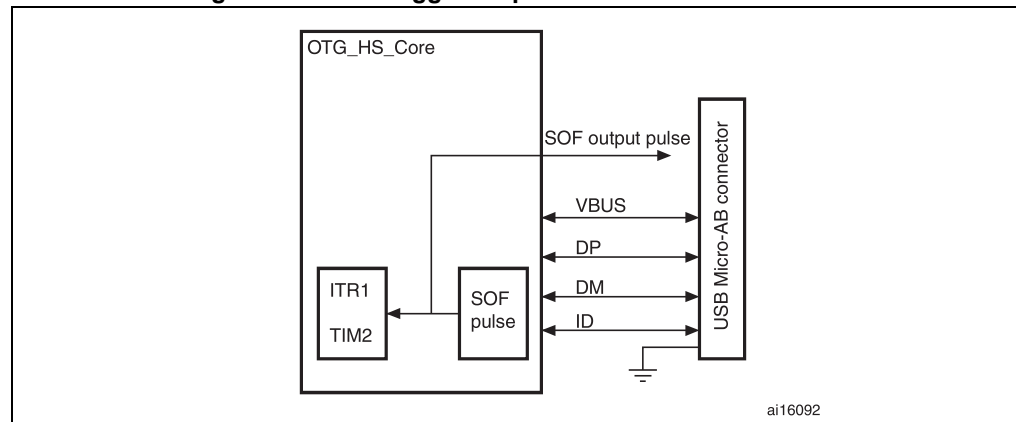 OTG_HS_Core
SOF output pulse
VBUS
DP
DM
ID
ITR1
TIM2
SOF
pulse
USB Micro-AB connector
ai16092